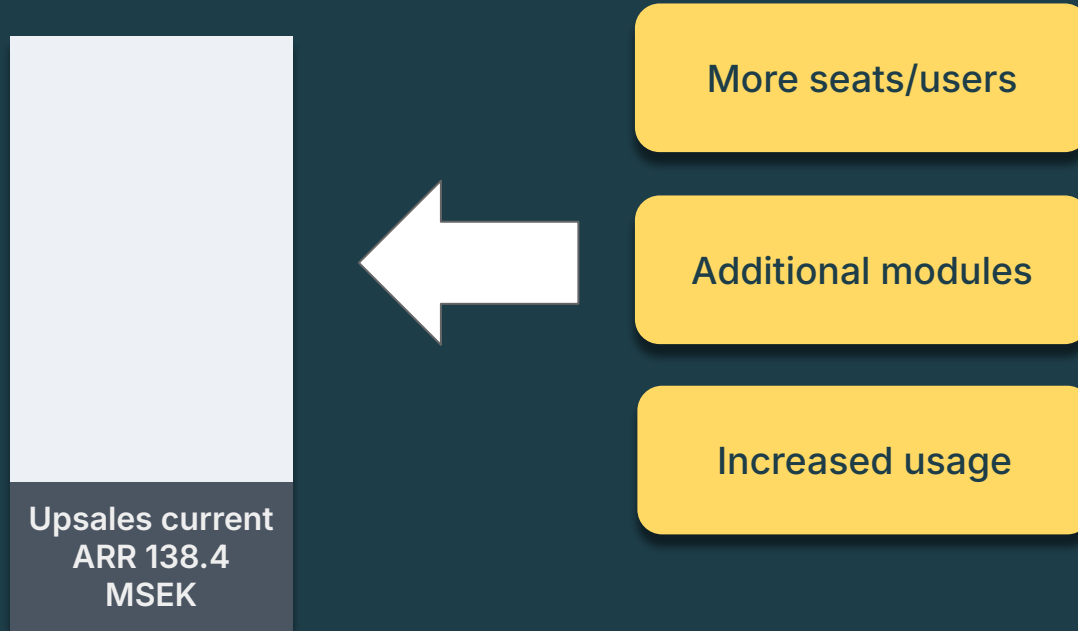 More seats/users
Additional modules
Increased usage
Upsales current
ARR 138.4
MSEK